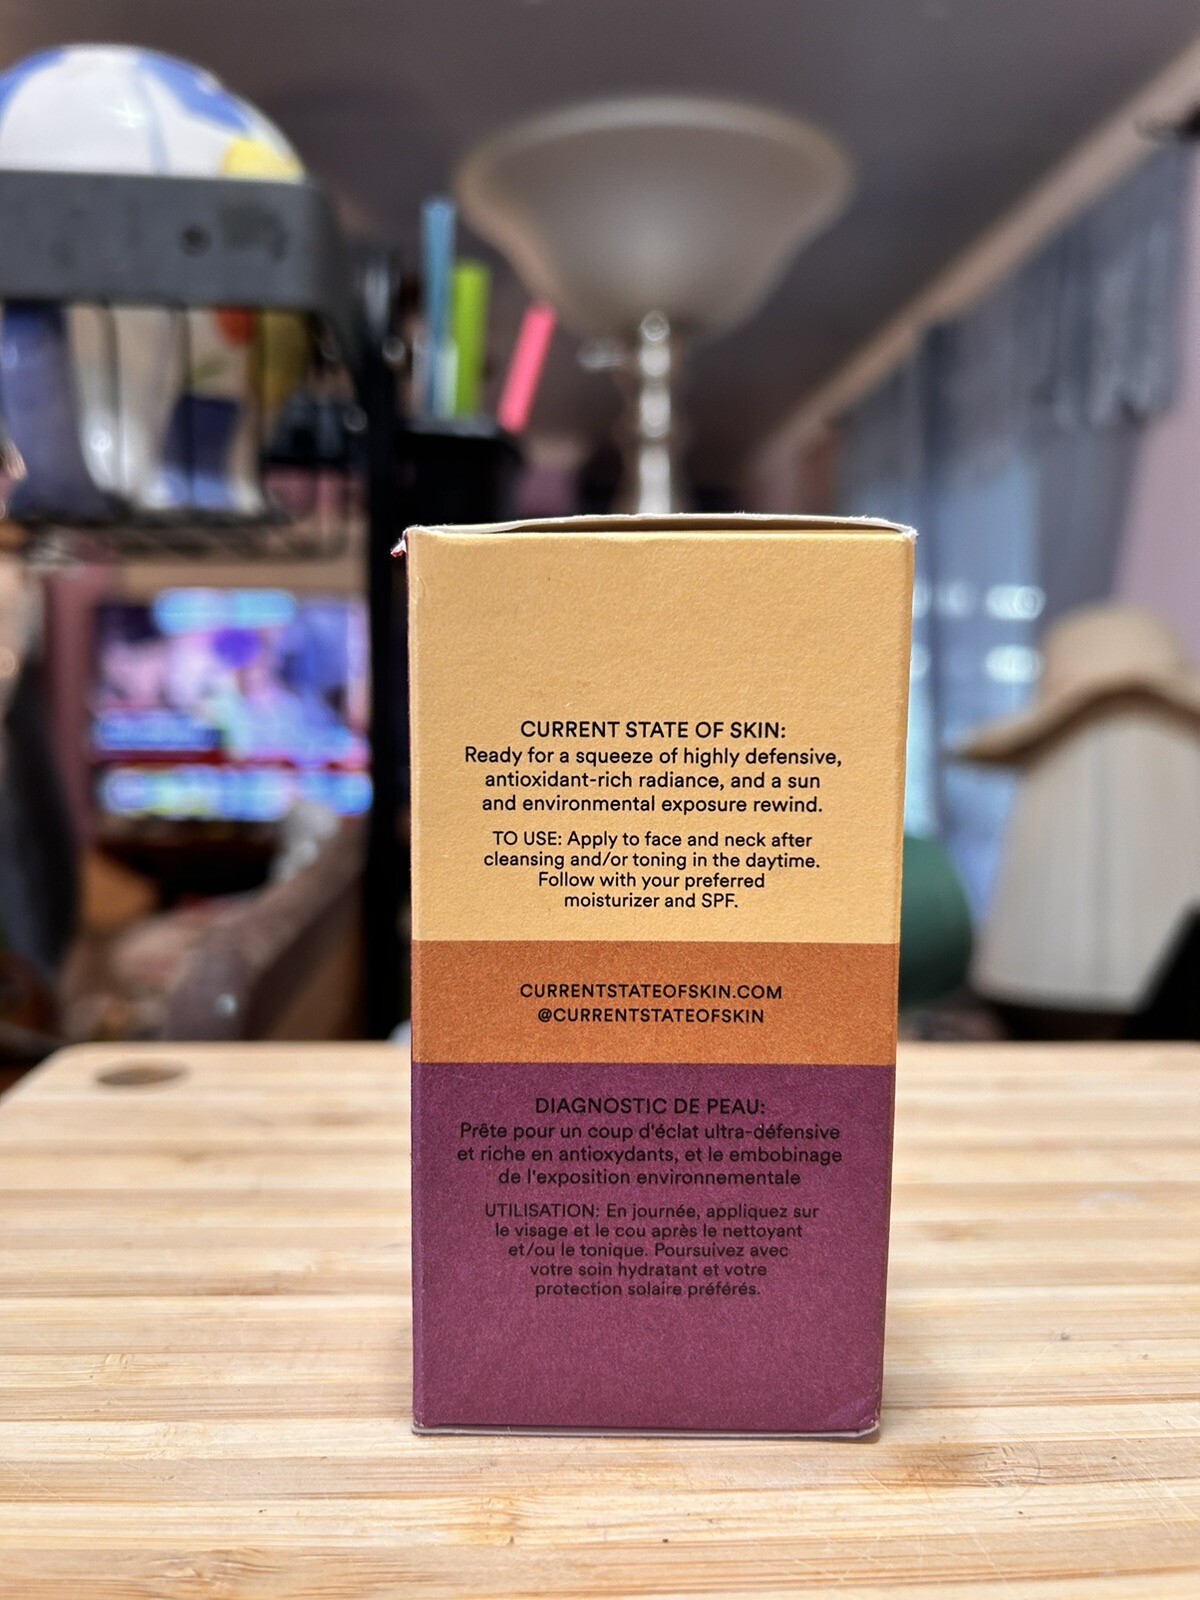 CURRENT STATE OF SKIN:
Ready for a squeeze of highly defensive,
antioxidant-rich radiance, and a sun
and environmental exposure rewind.
TO USE: Apply to face and neck after
cleansing and/or toning in the daytime.
Follow with your preferred
moisturizer and SPF.
CURRENTSTATEOFSKIN.COM
@CURRENTSTATEOFSKIN
DIAGNOSTIC DE PEAU:
Prête pour un coup d'éclat ultra-défensive
et riche en antioxydants, et le embobinage
de l'exposition environnementale
UTILISATION: En journée, appliquez sur
le visage et le cou après le nettoyant
et/ou le tonique. Poursuivez avec
votre soin hydratant et votre
protection solaire préférés.